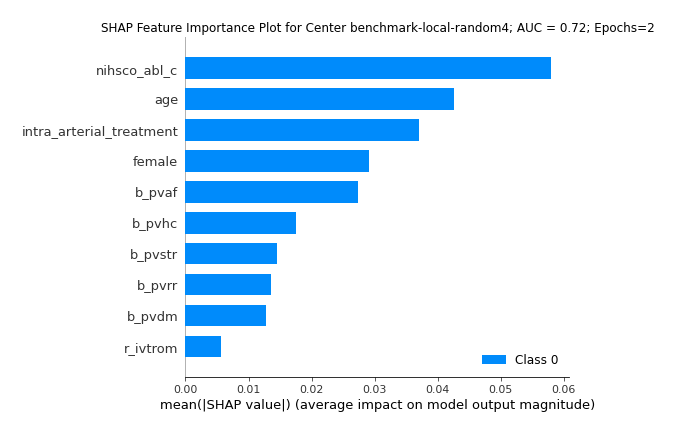 SHAP Feature Importance Plot for Center benchmark-local-random4; AUC = 0.72; Epochs=2
nihsco_abl_c
age
intra_arterial_treatment
female
b_pvaf
b_pvhc
b_pvstr
b_pvrr
b_pvdm
r_ivtrom
Class 0
0.00 0.01 0.02 0.03 0.04 0.05 0.06
mean(|SHAP value|) (average impact on model output magnitude)